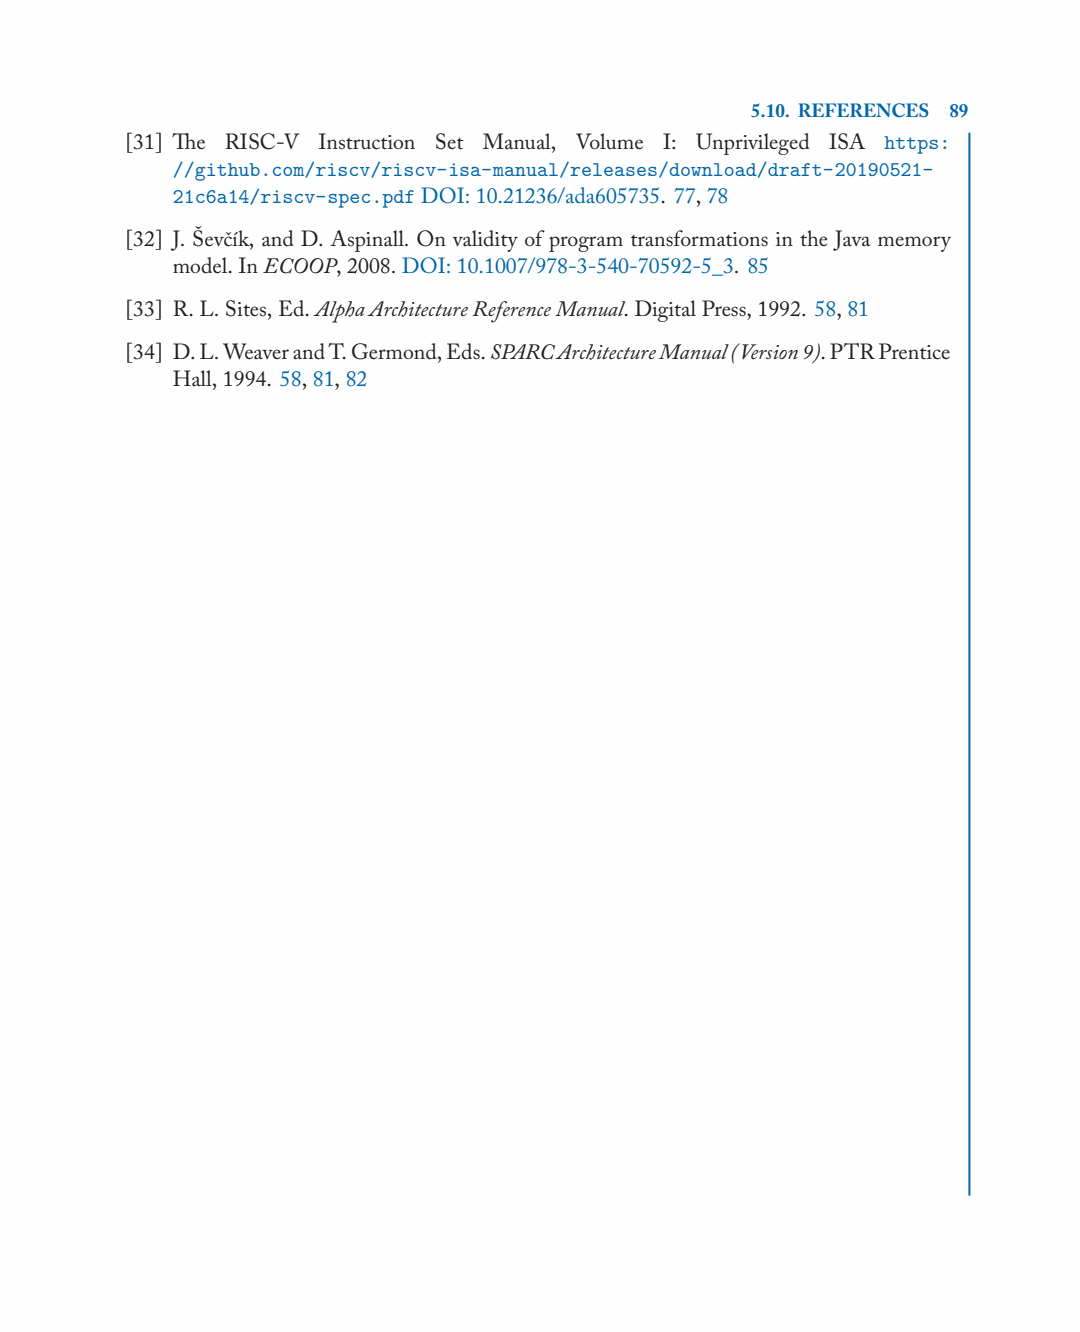 5.10. REFERENCES 89
[31] The RISC-V Instruction Set Manual, Volume I: Unprivileged ISA https:
//github.com/riscv/riscv-isa-manual/releases/download/draft-20190521-
21c6a14/riscv-spec.pdf DOI: 10.21236/ada605735. 77, 78
[32] J. Ševčík, and D. Aspinall. On validity of program transformations in the Java memory
model. In ECOOP, 2008. DOI: 10.1007/978-3-540-70592-5_3. 85
[33] R. L. Sites, Ed. Alpha Architecture Reference Manual. Digital Press, 1992. 58, 81
[34] D. L. Weaver and T. Germond, Eds. SPARC Architecture Manual (Version 9). PTR Prentice
Hall, 1994. 58, 81, 82